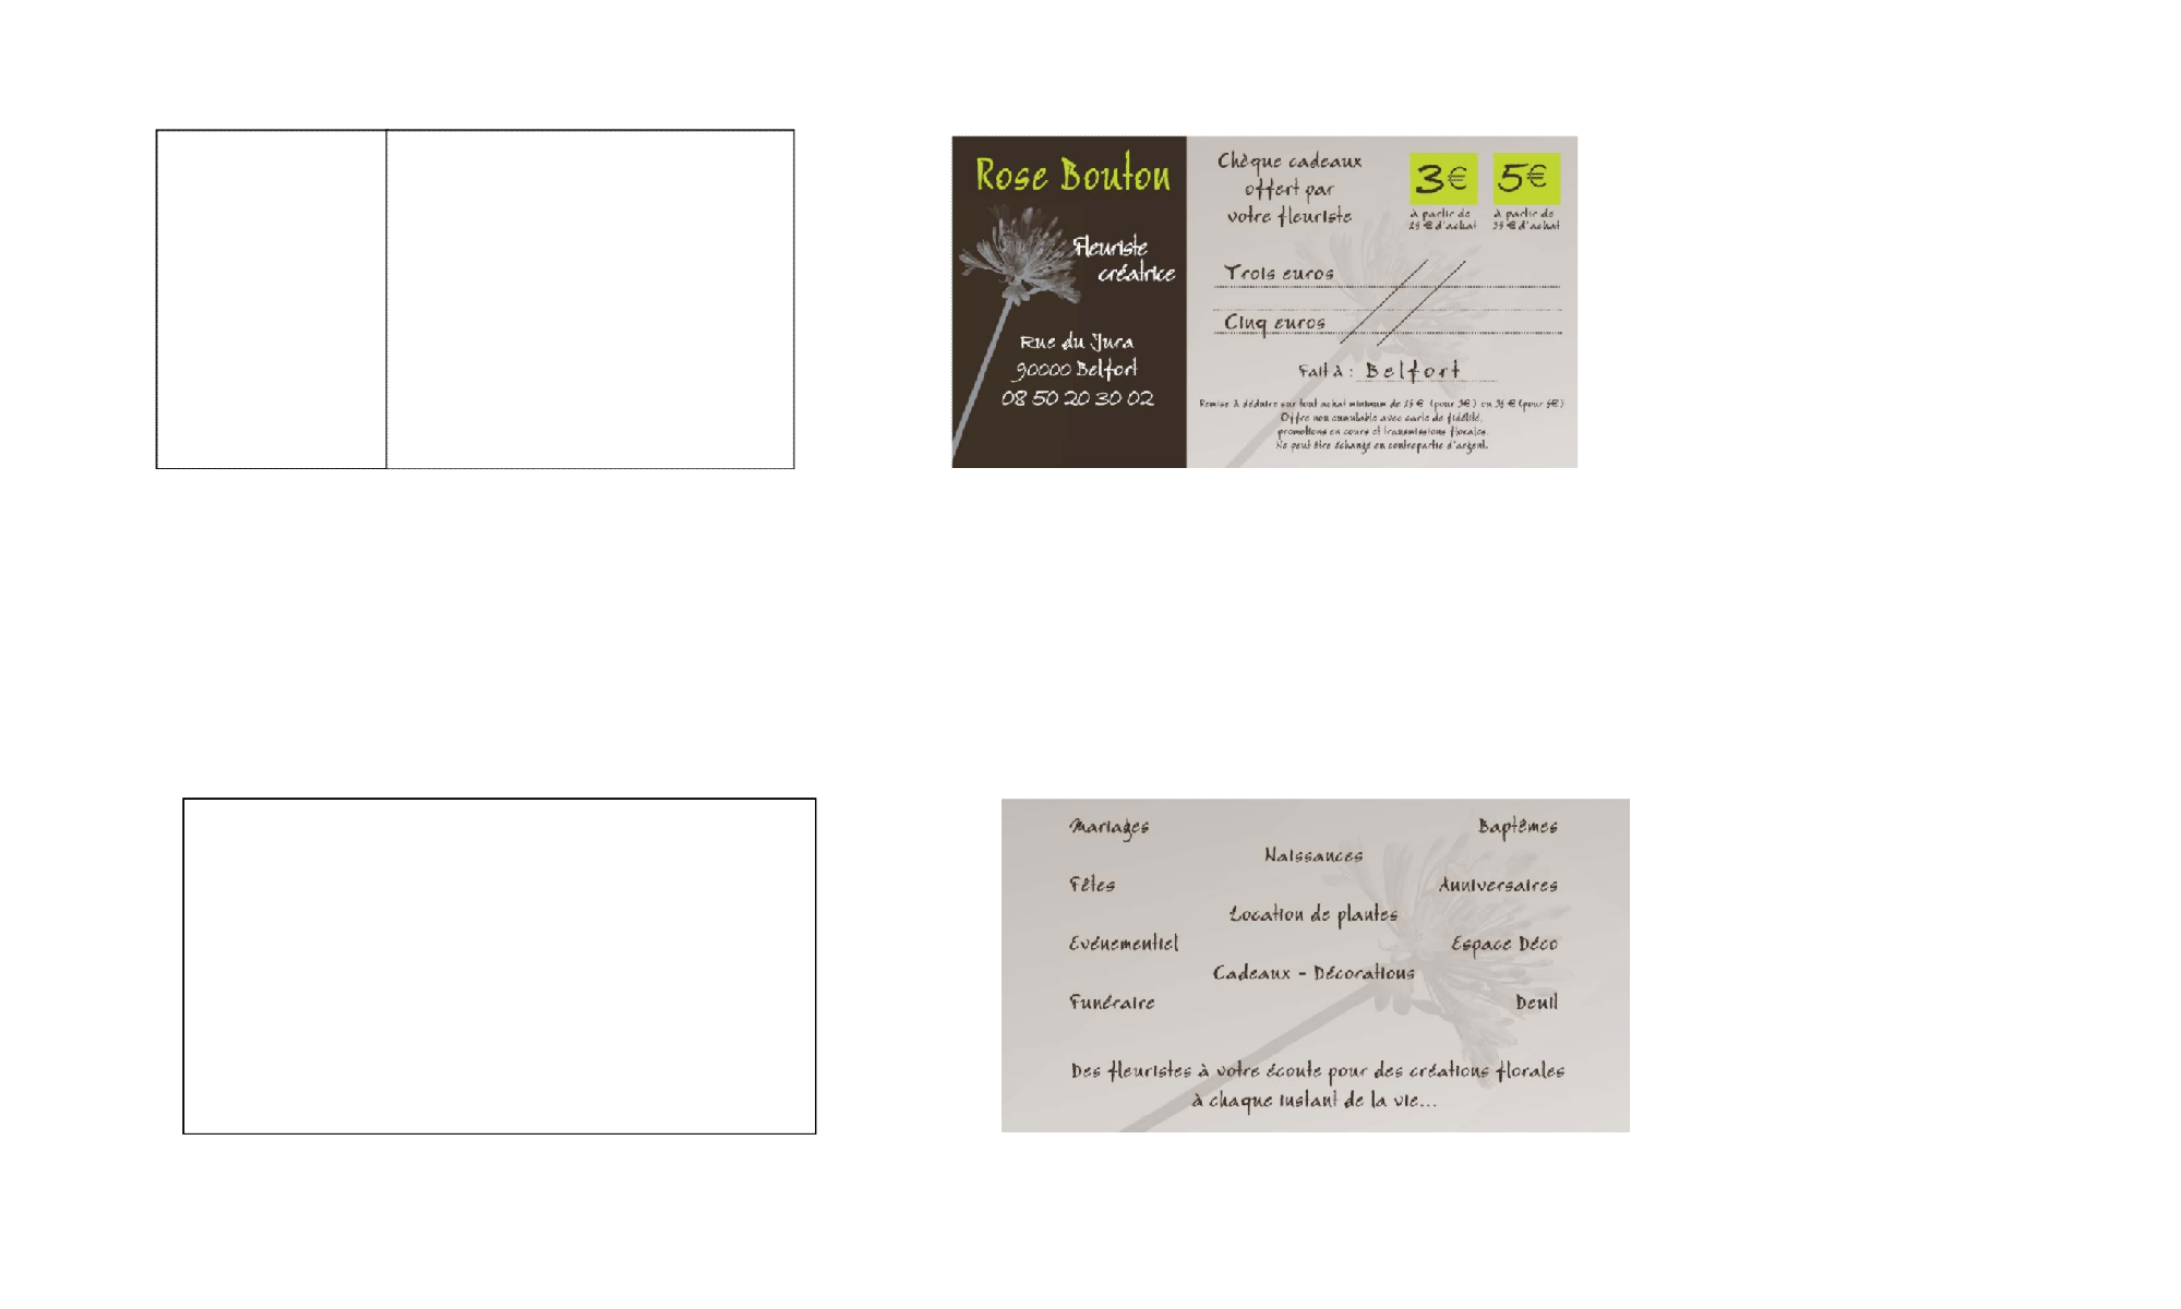 Rose Bouton
Fleuriste
créatrice
Rue du Jura
90000 Belfort
08 50 20 30 02
Chèque cadeaux
offert par
votre fleuriste
3€
à partir de
25 € d'achat
5€
à partir de
35 € d'achat
Trois euros
Cinq euros
Fait à : Belfort
Remise à déduire sur tout achat minimum de 25 € (pour 3€) ou 35 € (pour 5€)
Offre non cumulable avec carte de fidélité,
promotions en cours et transmissions florales.
Ne peut être échangé en contrepartie d'argent.
Mariages Baptêmes
Naissances
Fêtes Anniversaires
Location de plantes
Evénementiel Espace Déco
Cadeaux - Décorations
Funéraire Deuil
Des fleuristes à votre écoute pour des créations florales
à chaque instant de la vie...